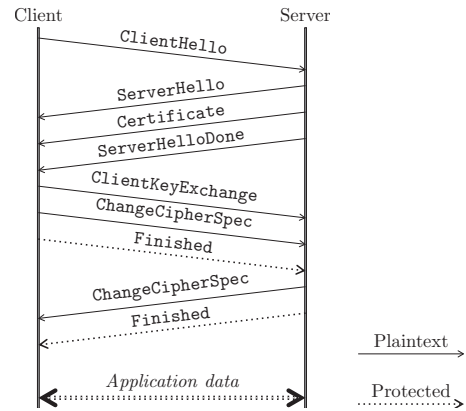 Client
Server
ClientHello
ServerHello
Certificate
ServerHelloDone
ClientKeyExchange
ChangeCipherSpec
Finished
ChangeCipherSpec
Finished
Plaintext
Application data
Protected